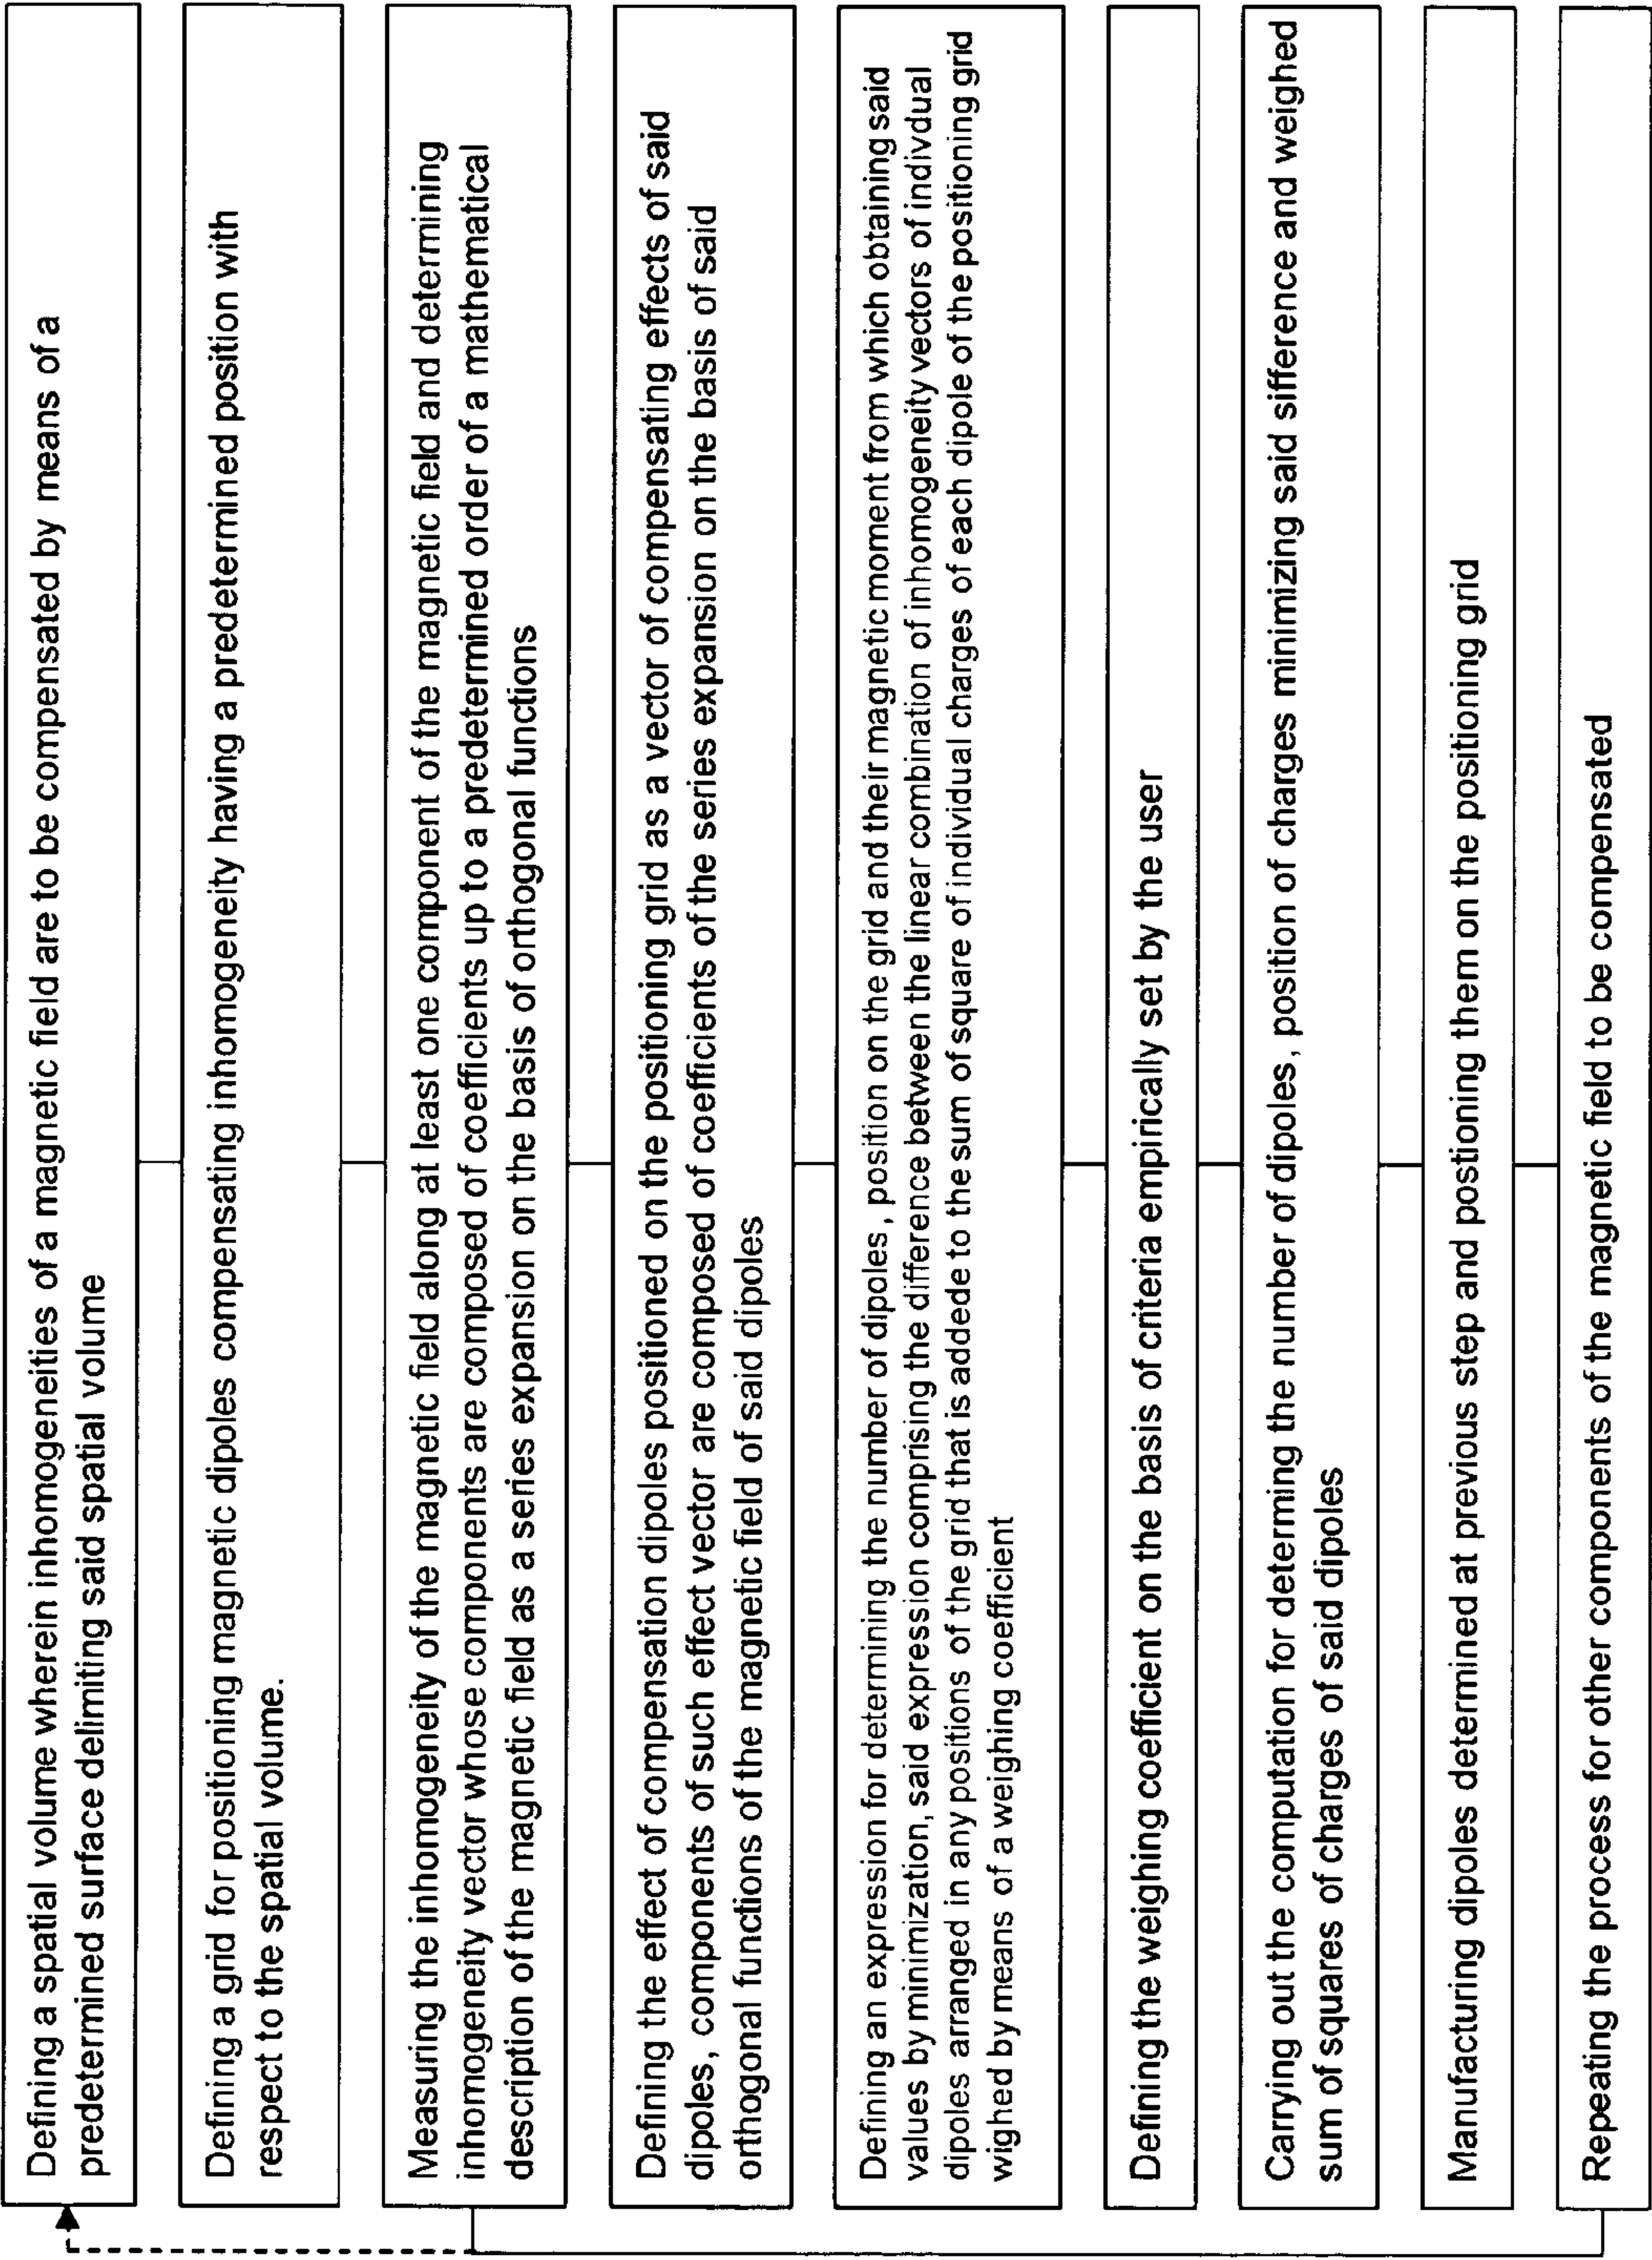 Defining a spatial volume wherein inhomogeneities of a magnetic field are to be compensated by means of a
predetermined surface delimiting said spatial volume
Defining a grid for positioning magnetic dipoles compensating inhomogeneity having a predetermined position with
respect to the spatial volume.
Measuring the inhomogeneity of the magnetic field along at least one component of the magnetic field and determining
inhomogeneity vector whose components are composed of coefficients up to a predetermined order of a mathematical
description of the magnetic field as a series expansion on the basis of orthogonal functions
Defining the effect of compensation dipoles positioned on the positioning grid as a vector of compensating effects of said
dipoles, components of such effect vector are composed of coefficients of the series expansion on the basis of said
orthogonal functions of the magnetic field of said dipoles
Defining an expression for determining the number of dipoles, position on the grid and their magnetic moment from which obtaining said
values by minimization, said expression comprising the difference between the linear combination of inhomogeneity vectors of indivdual
dipoles arranged in any positions of the grid that is added to the sum of square of individual charges of each dipole of the positioning grid
wighed by means of a weighing coefficient
Defining the weighing coefficient on the basis of criteria empirically set by the user
Carrying out the computation for determining the number of dipoles, position of charges minimizing said sifference and weighed
sum of squares of charges of said dipoles
Manufacturing dipoles determined at previous step and postioning them on the positioning grid
Repeating the process for other components of the magnetic field to be compensated